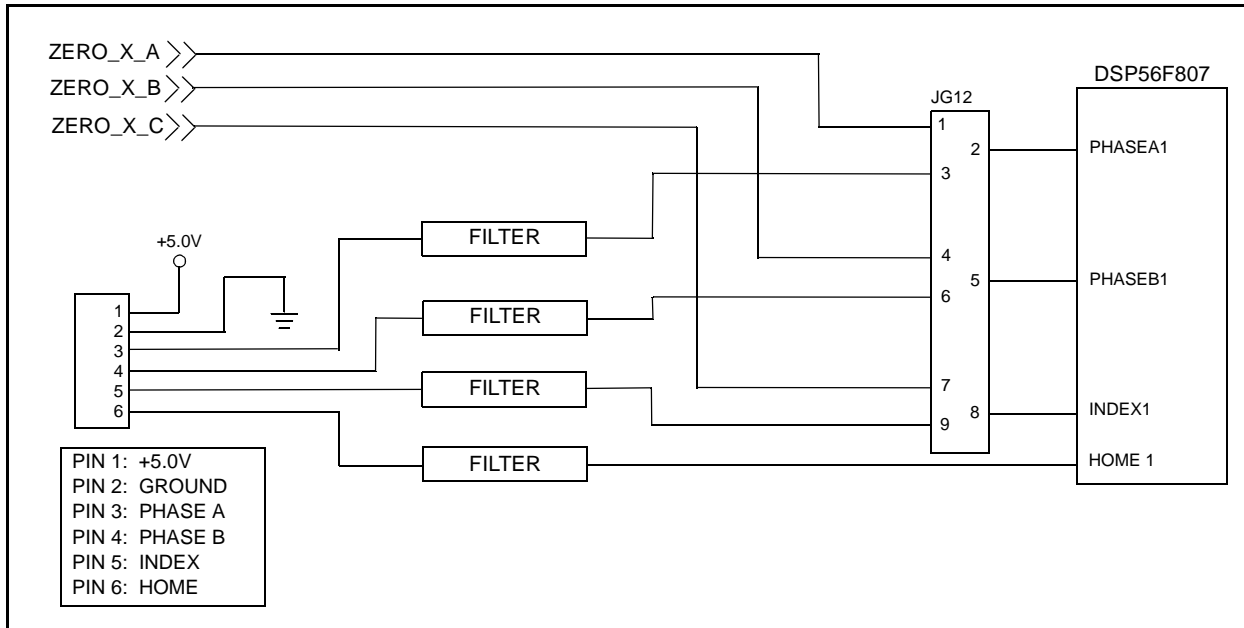 ZERO_X_A
ZERO_X_B
ZERO_X_C
DSP56F807
JG12
1
2
3
4
5
6
7
8
9
PHASEA1
PHASEB1
INDEX1
HOME 1
FILTER
FILTER
FILTER
FILTER
+5.0V
1
2
3
4
5
6
PIN 1: +5.0V
PIN 2: GROUND
PIN 3: PHASE A
PIN 4: PHASE B
PIN 5: INDEX
PIN 6: HOME